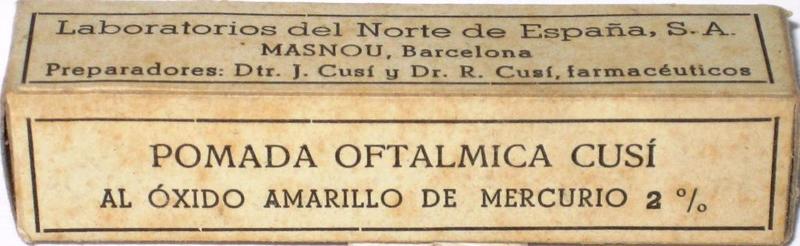 Laboratorios del Norte de España, S. A.
MASNOU, Barcelona
Preparadores: Dtr. J. Cusí y Dr. R. Cusí, farmacéuticos
POMADA OFTALMICA CUSÍ
AL ÓXIDO AMARILLO DE MERCURIO 2 %